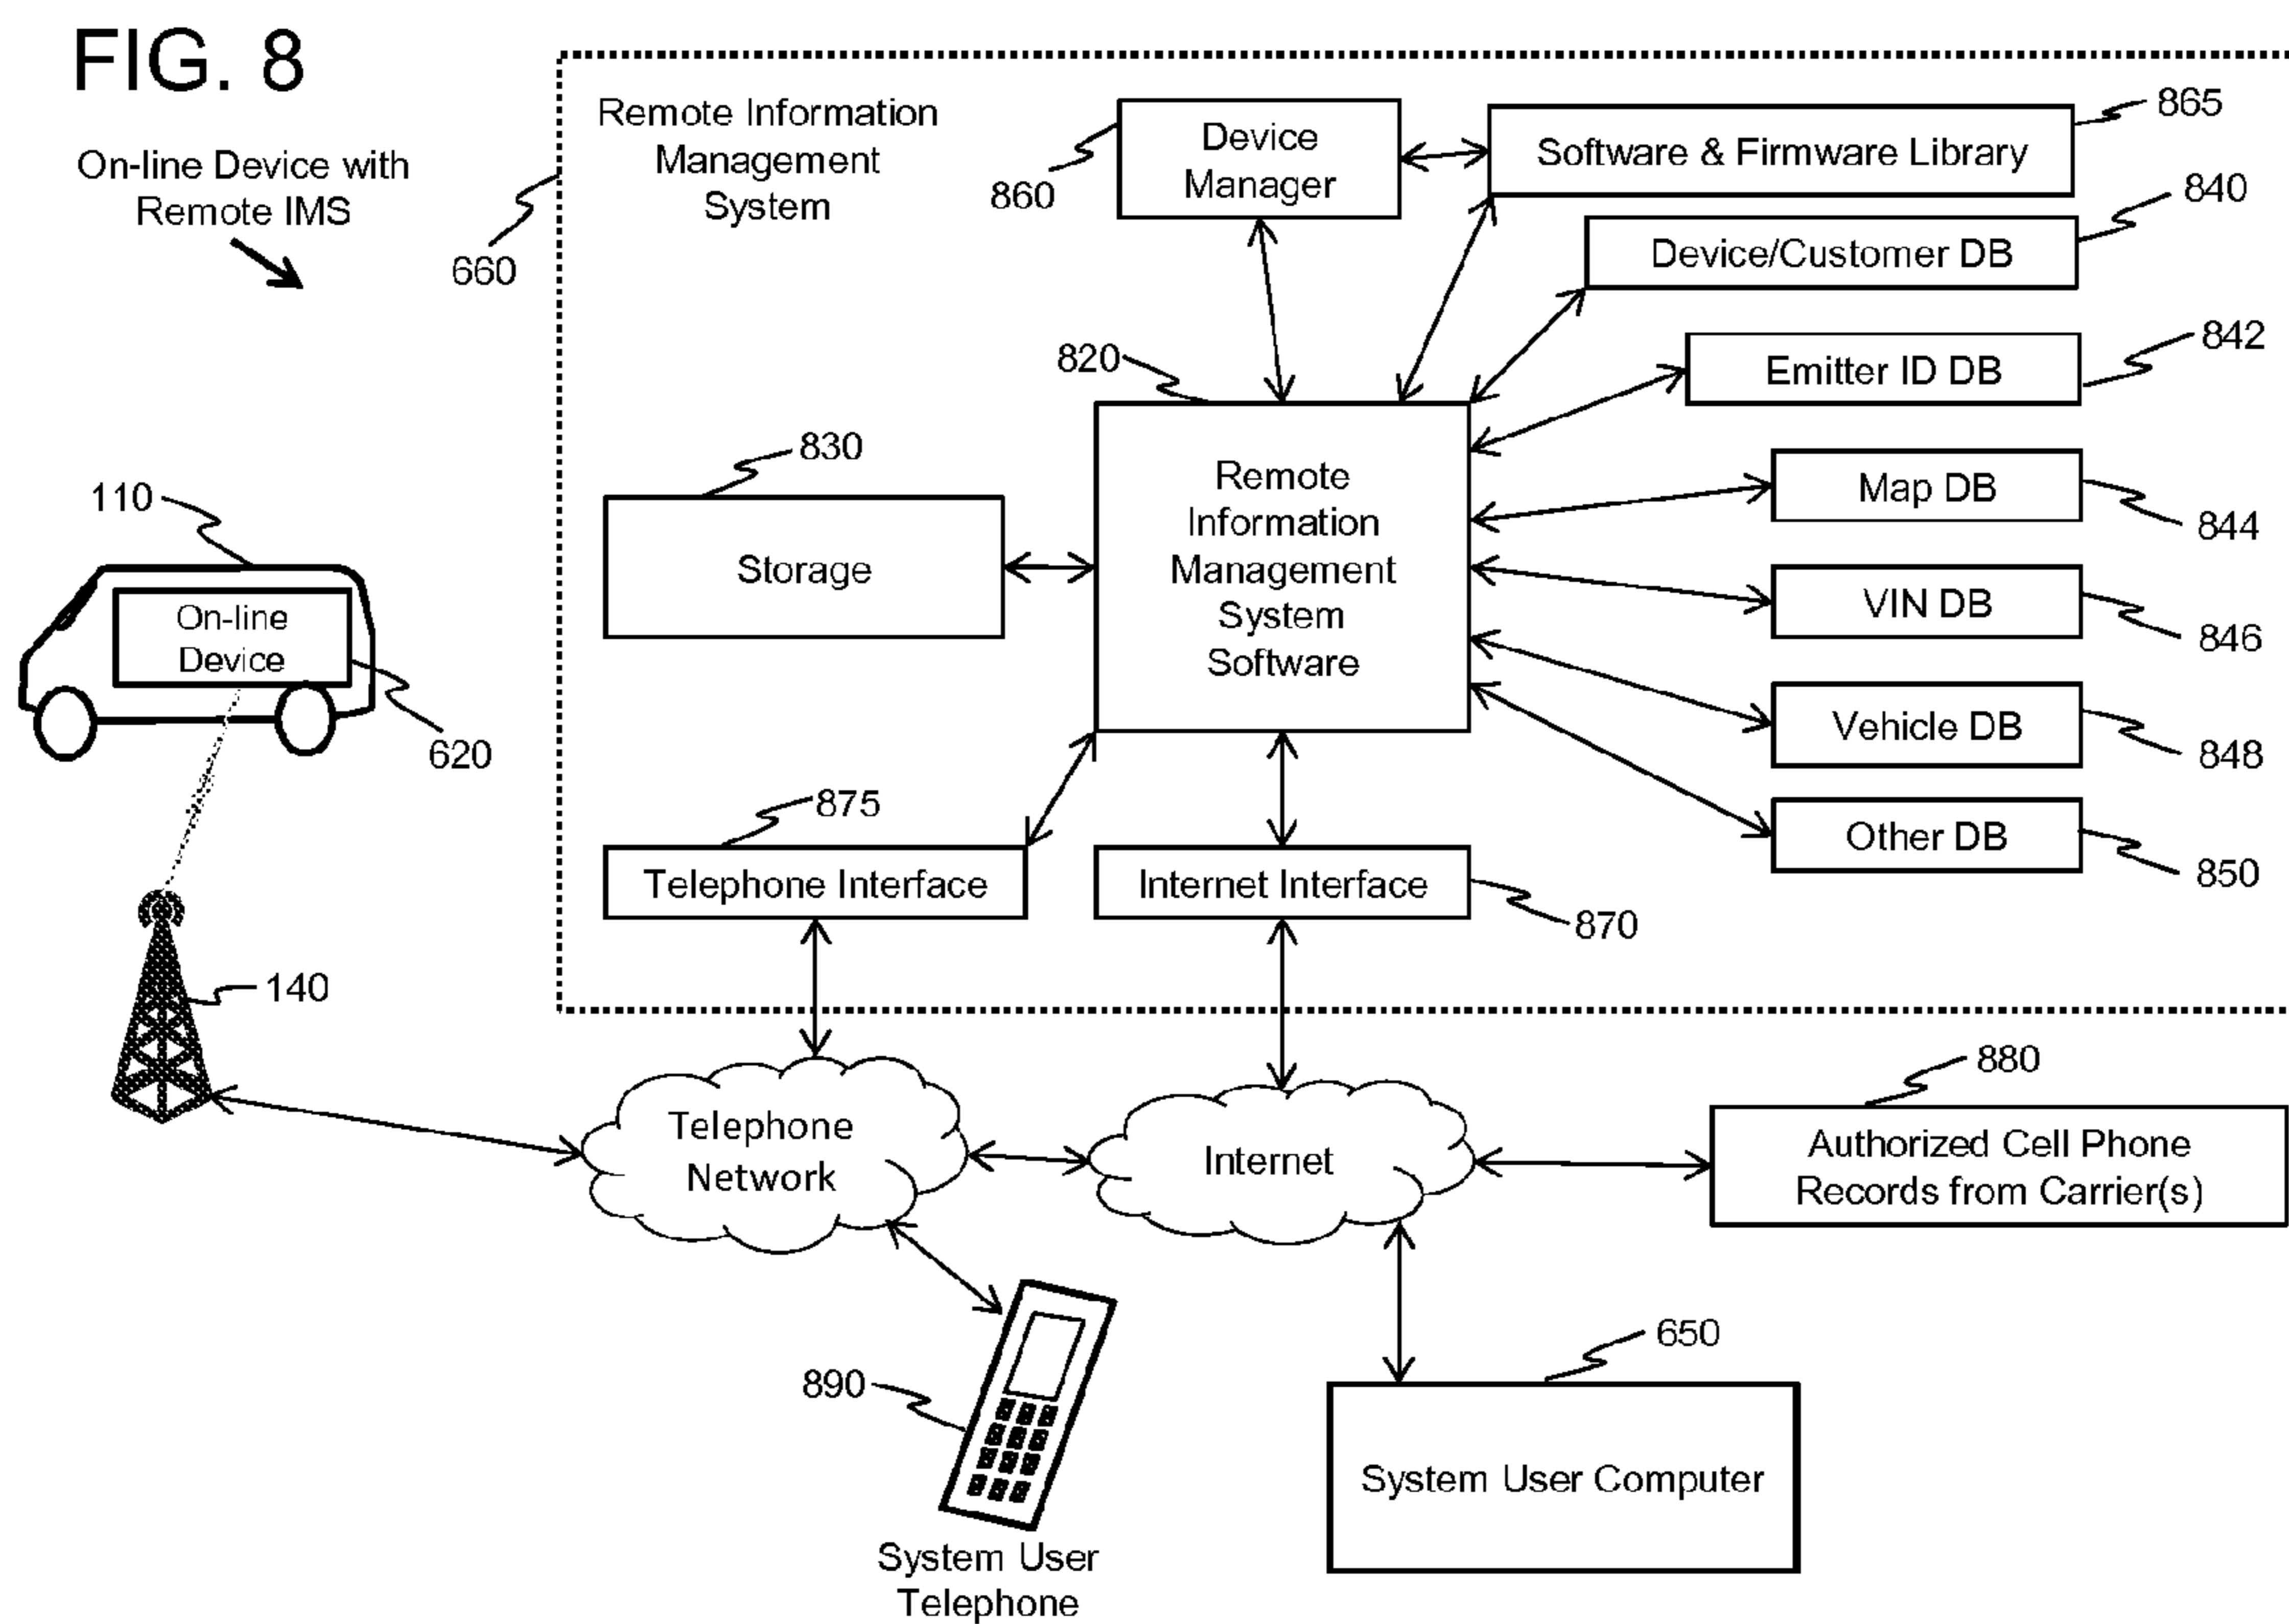 FIG. 8
On-line Device with
Remote IMS
Remote Information
Management
System
660
Device
Manager
860
Software & Firmware Library
865
Device/Customer DB
840
Emitter ID DB
842
820
Remote
Information
Management
System
Software
830
Storage
Map DB
844
VIN DB
846
Vehicle DB
848
Other DB
850
110
On-line
Device
620
875
Telephone Interface
Internet Interface
870
140
Telephone
Network
Internet
880
Authorized Cell Phone
Records from Carrier(s)
890
System User
Telephone
650
System User Computer